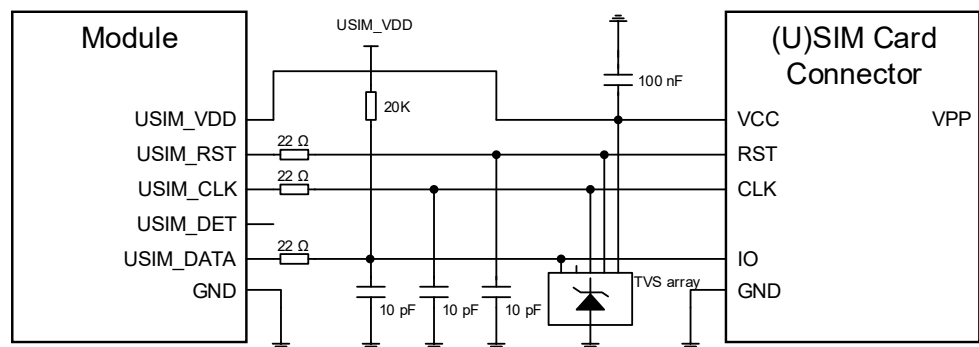 Module
USIM_VDD
(U)SIM Card
Connector
100 nF
20K
USIM_VDD
VCC
VPP
22 Ω
USIM_RST
RST
22 Ω
USIM_CLK
CLK
USIM_DET
22 Ω
USIM_DATA
IO
TVS array
GND
GND
10 pF
10 pF
10 pF